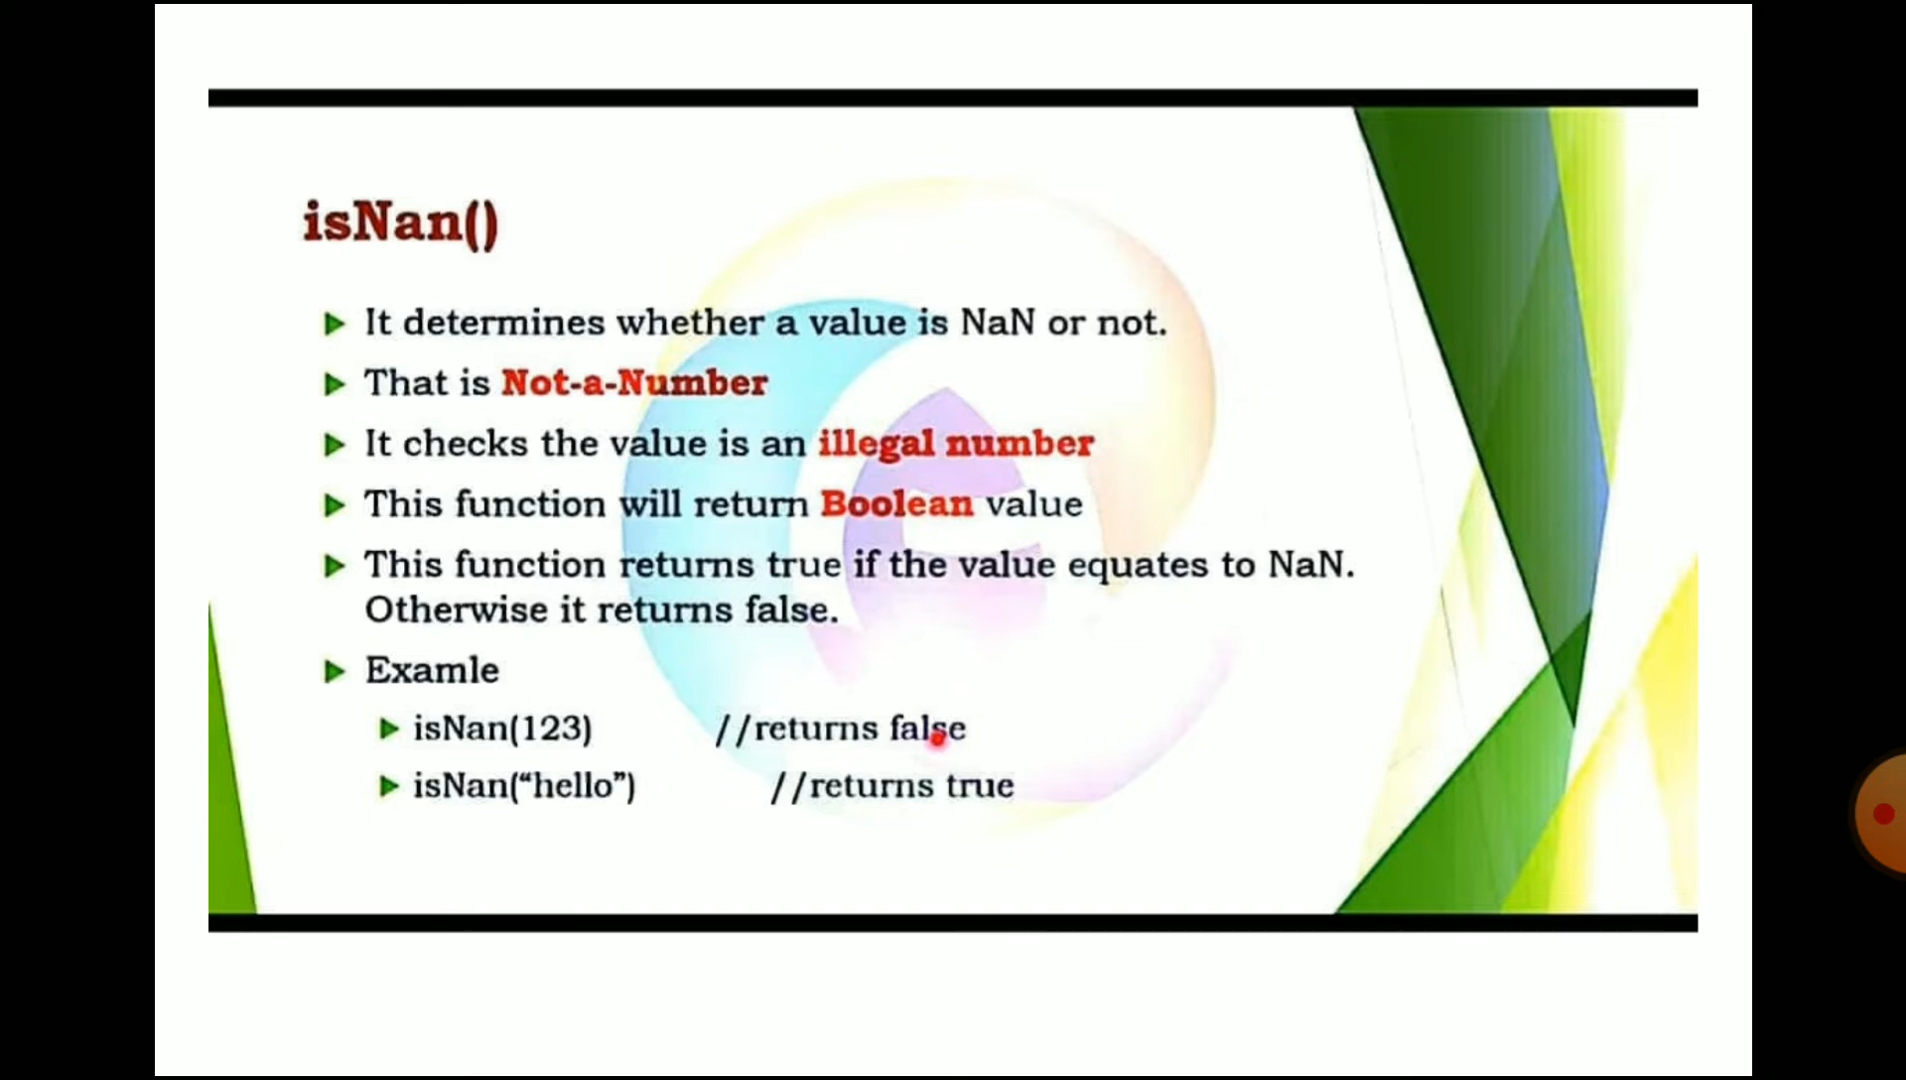 isNan()
It determines whether a value is NaN or not.
That is Not-a-Number
It checks the value is an illegal number
This function will return Boolean value
This function returns true if the value equates to NaN.
Otherwise it returns false.
Examle
isNan(123) //returns false
isNan(“hello”) //returns true